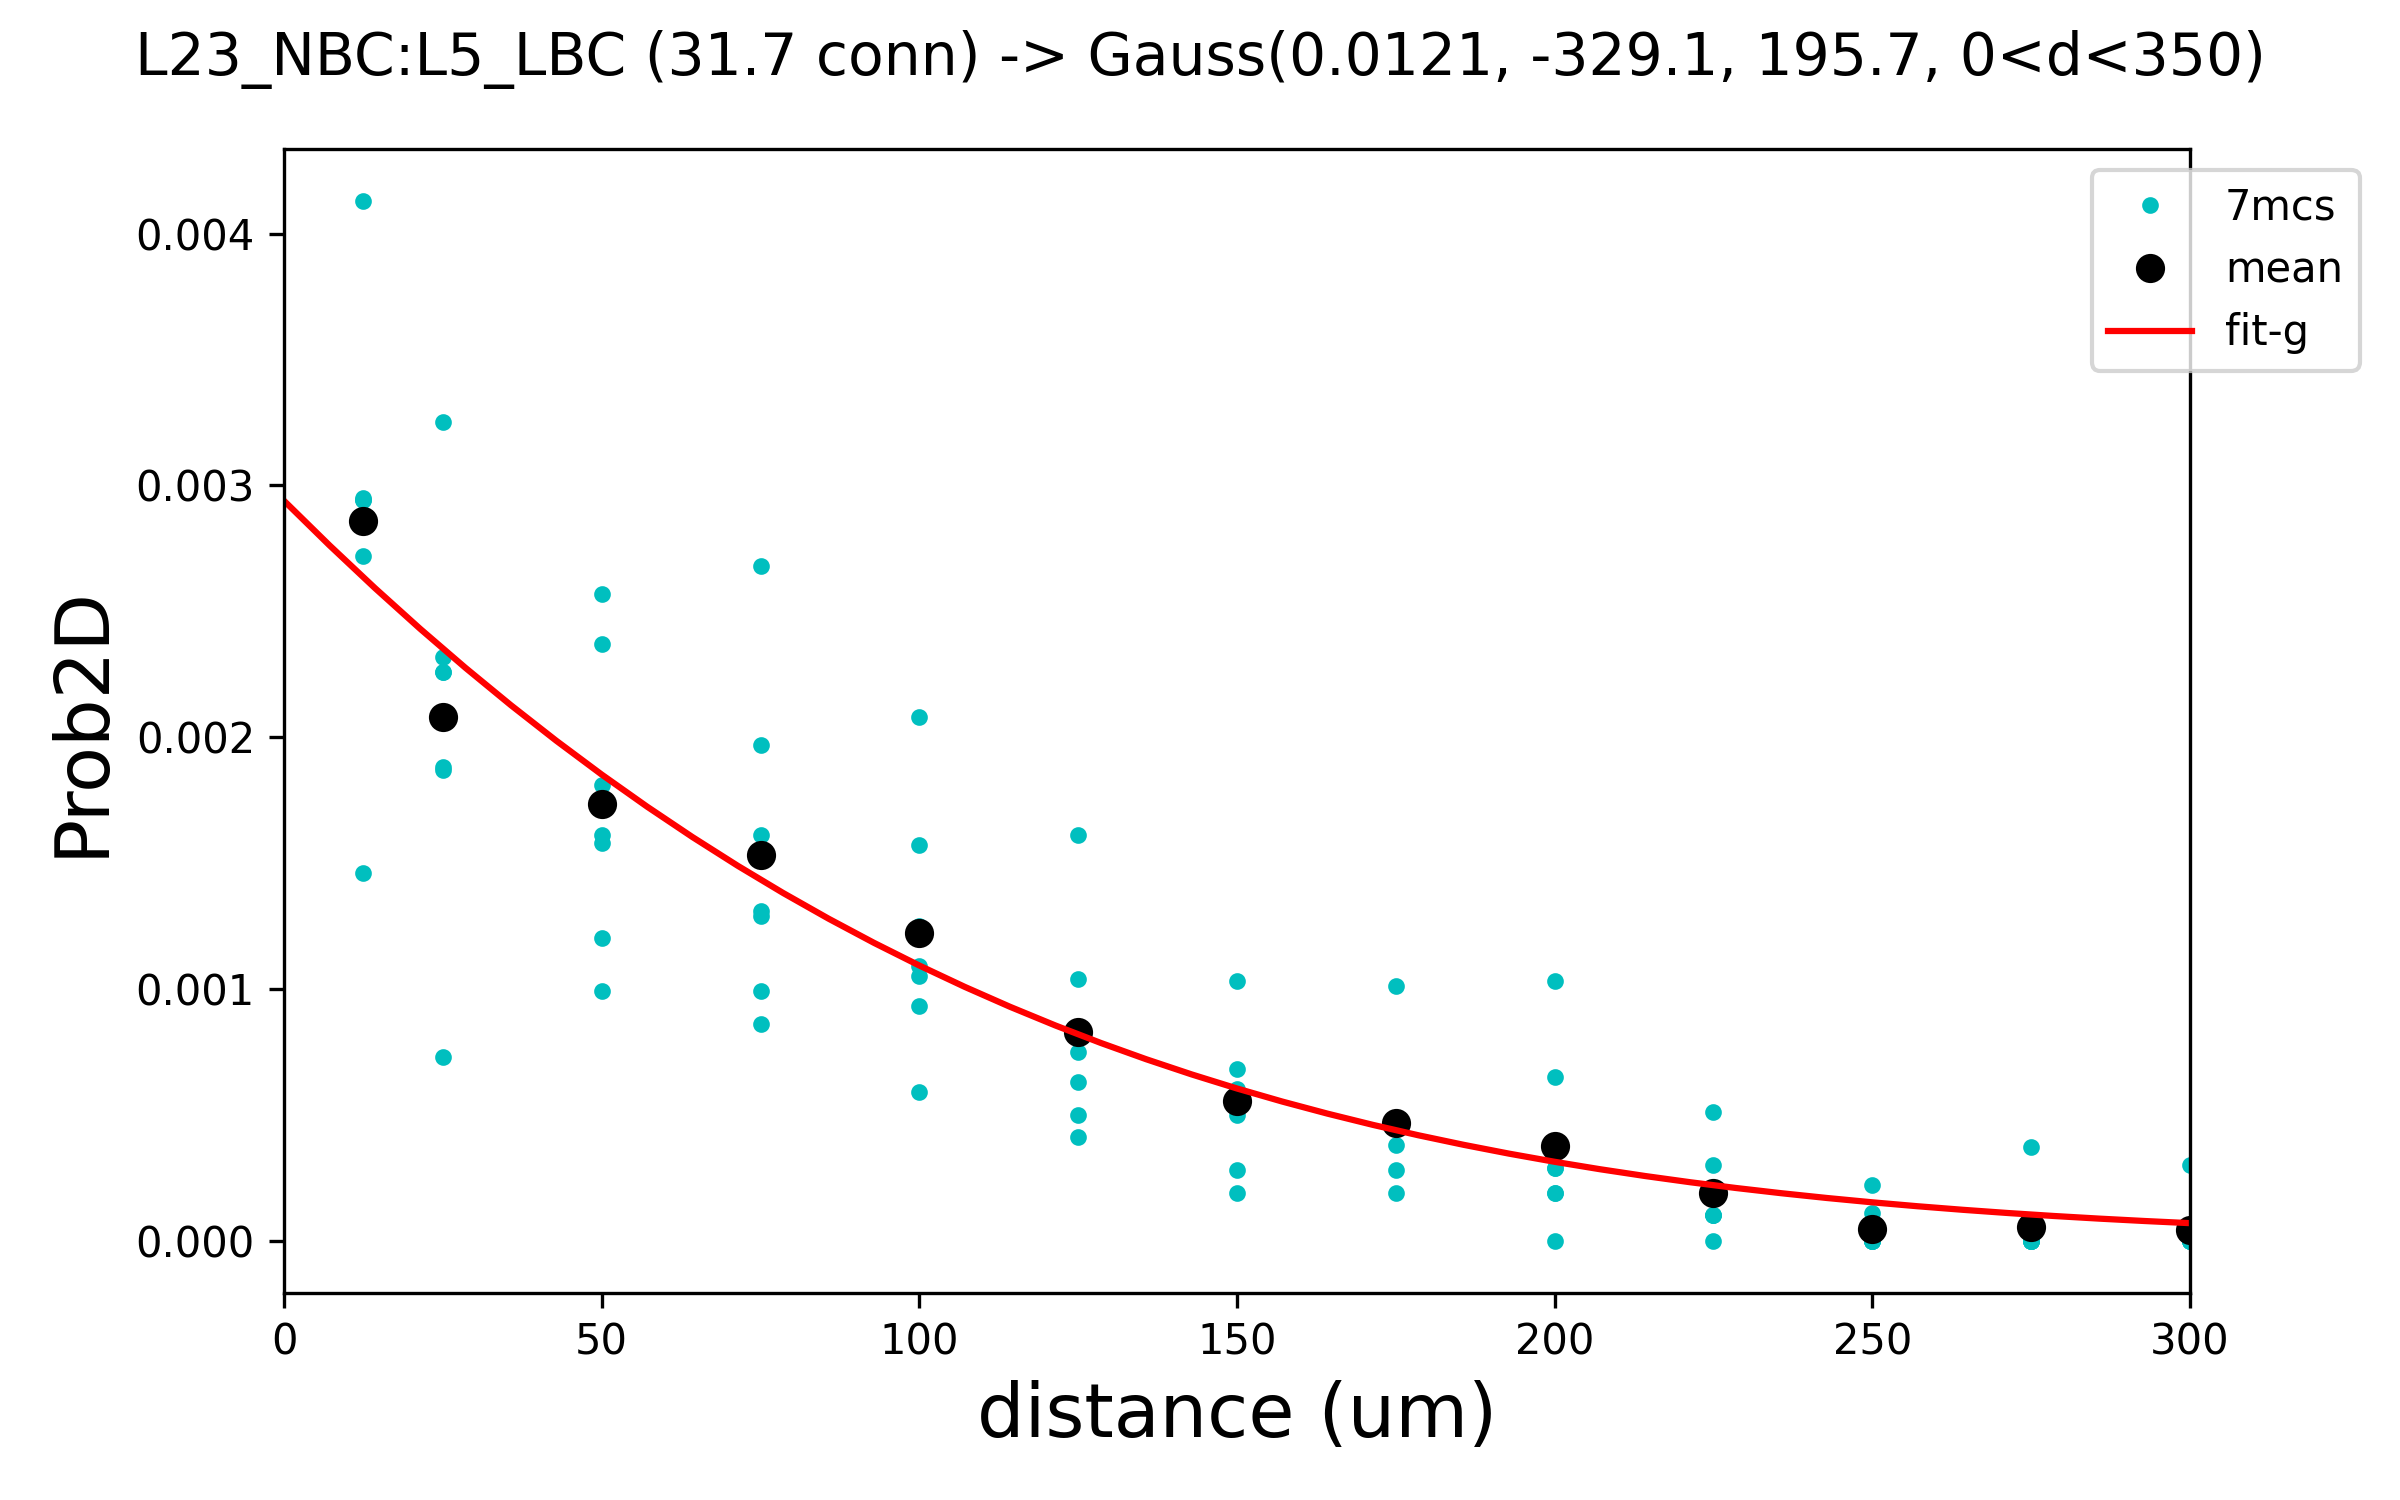 L23_NBC:L5_LBC (31.7 conn) -> Gauss(0.0121, -329.1, 195.7, 0<d<350)
7mcs
mean
fit-g
Prob2D
0.004
0.003
0.002
0.001
0.000
0 50 100 150 200 250 300
distance (um)